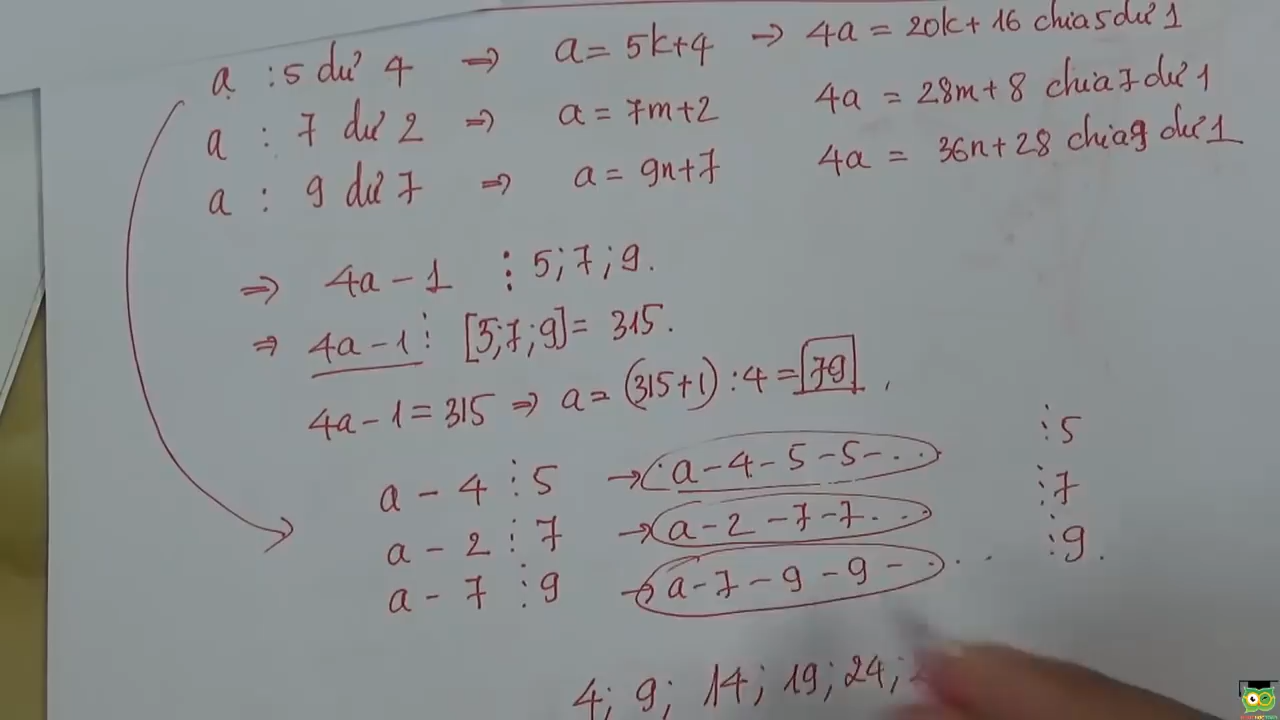 a : 5 dư 4 => a = 5k+4 -> 4a = 20k+16 chia 5 dư 1
a : 7 dư 2 => a = 7m+2 4a = 28m+8 chia 7 dư 1
a : 9 dư 7 => a = 9n+7 4a = 36n+28 chia 9 dư 1
=> 4a-1 ⋮ 5;7;9.
=> 4a-1 ⋮ [5;7;9] = 315.
4a-1=315 => a = (315+1) : 4 = 79,
a - 4 ⋮ 5 -> a-4-5-5-... ⋮ 5
a - 2 ⋮ 7 -> a-2-7-7... ⋮ 7
a - 7 ⋮ 9 -> a-7-9-9-... ⋮ 9.
4; 9; 14; 19; 24;